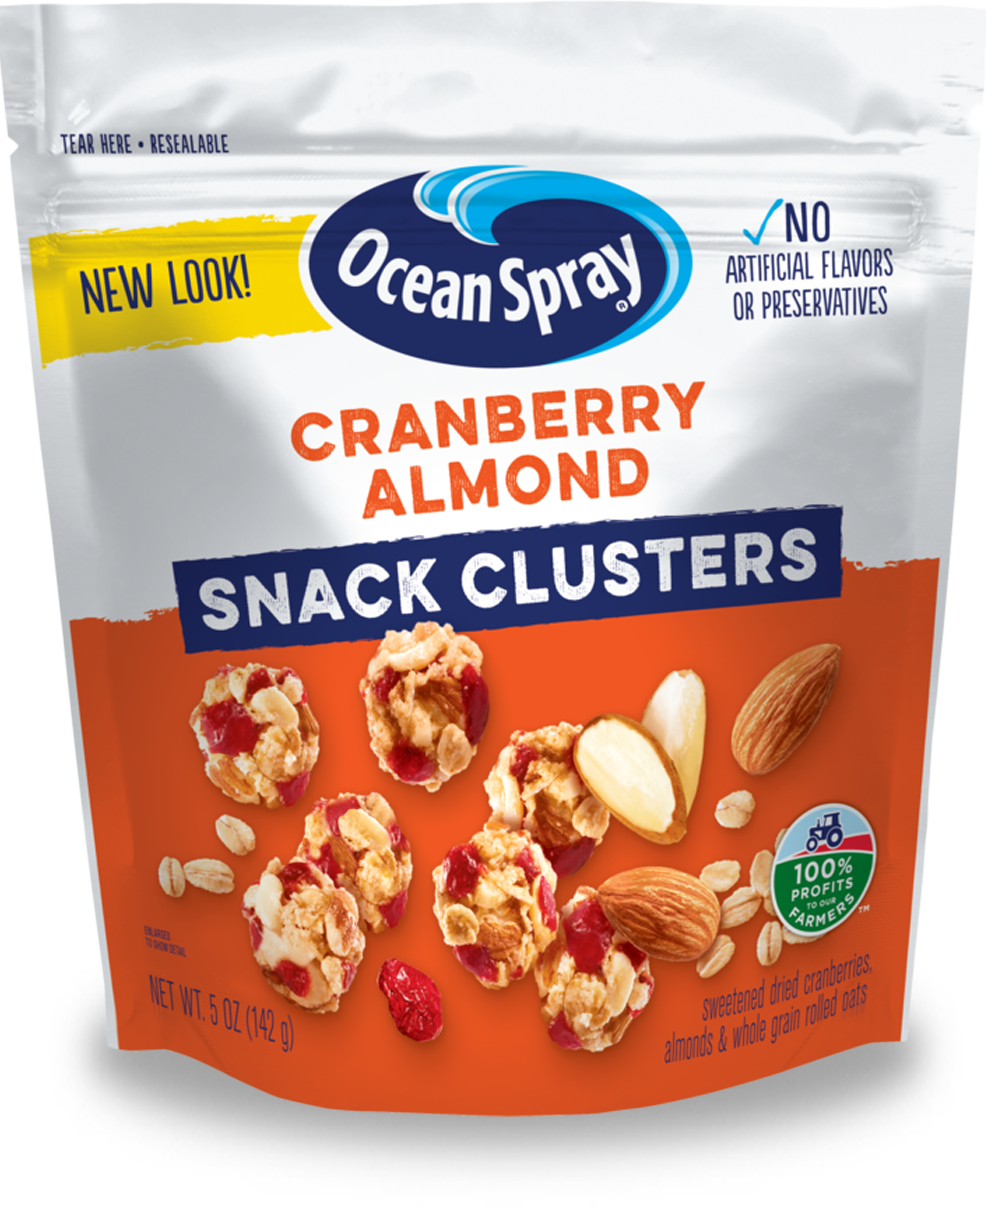 TEAR HERE • RESEALABLE
NEW LOOK!
Ocean Spray®
✓NO
ARTIFICIAL FLAVORS
OR PRESERVATIVES
CRANBERRY
ALMOND
SNACK CLUSTERS
100%
PROFITS
TO OUR
FARMERS™
ENLARGED
TO SHOW DETAIL
NET WT. 5 OZ (142 g)
sweetened dried cranberries,
almonds & whole grain rolled oats